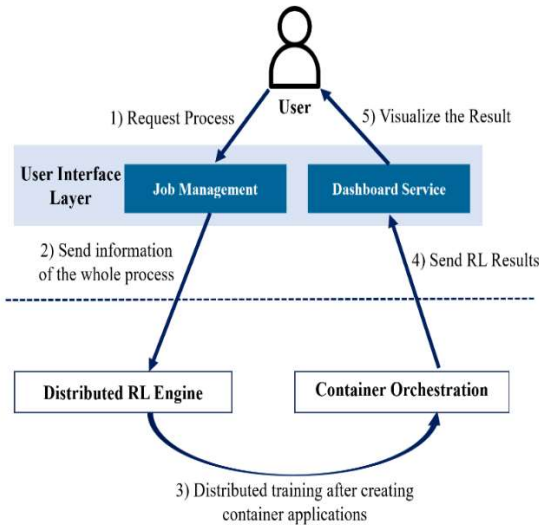 User
1) Request Process
5) Visualize the Result
User Interface
Layer
Job Management
Dashboard Service
2) Send information
of the whole process
4) Send RL Results
Distributed RL Engine
Container Orchestration
3) Distributed training after creating
container applications